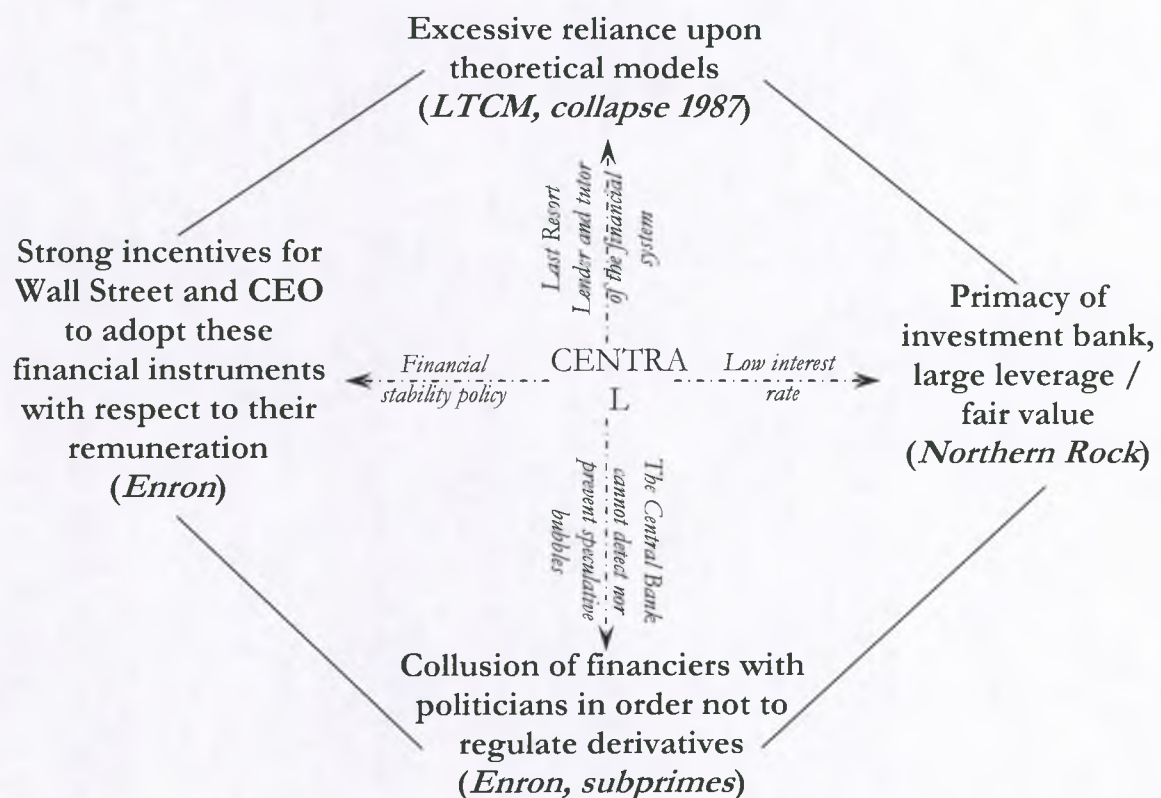 Excessive reliance upon
theoretical models
(LTCM, collapse 1987)
Last Resort
Lender and tutor
of the financial
System
Strong incentives for
Wall Street and CEO
to adopt these
financial instruments
with respect to their
remuneration
(Enron)
Financial
stability policy
CENTRA
L
Low interest
rate
Primacy of
investment bank,
large leverage /
fair value
(Northern Rock)
The Central Bank
cannot detect nor
prevent speculative
bubbles
Collusion of financiers with
politicians in order not to
regulate derivatives
(Enron, subprimes)